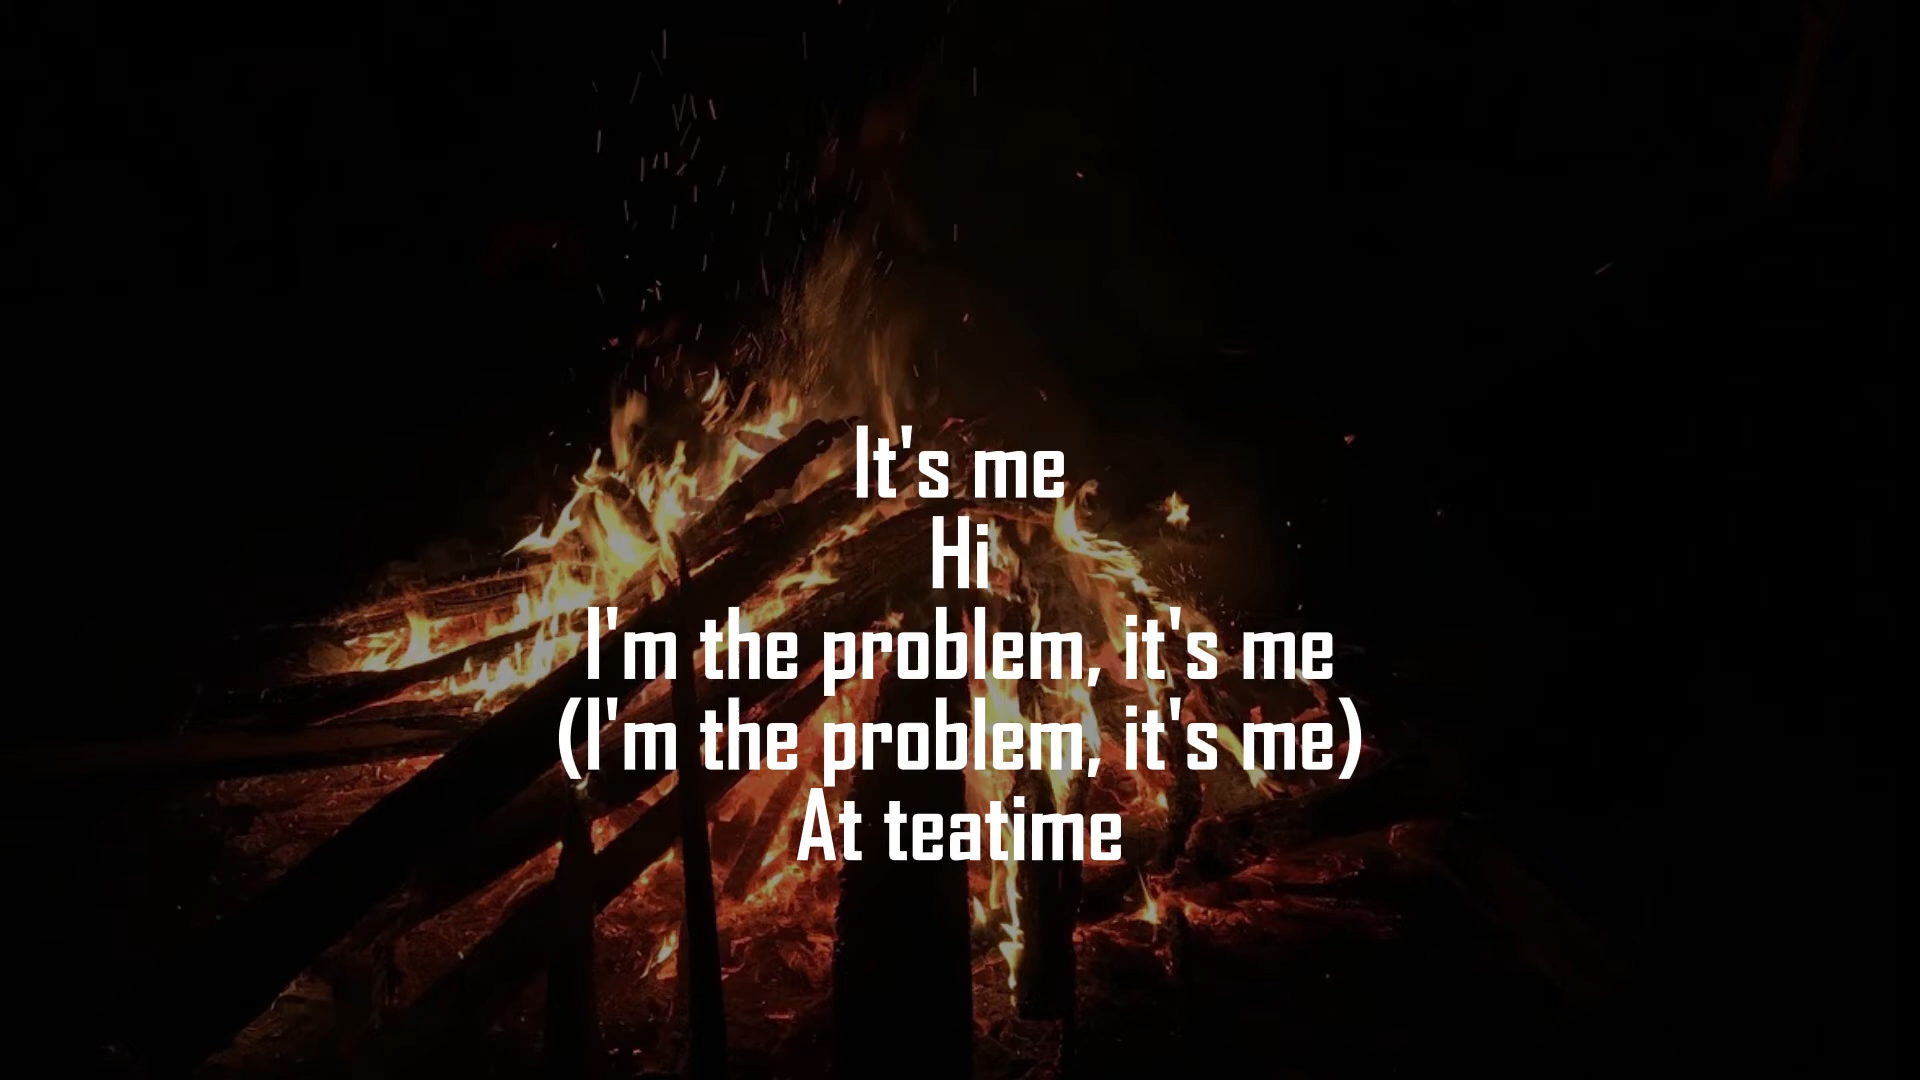 It's me
Hi
I'm the problem, it's me
(I'm the problem, it's me)
At teatime